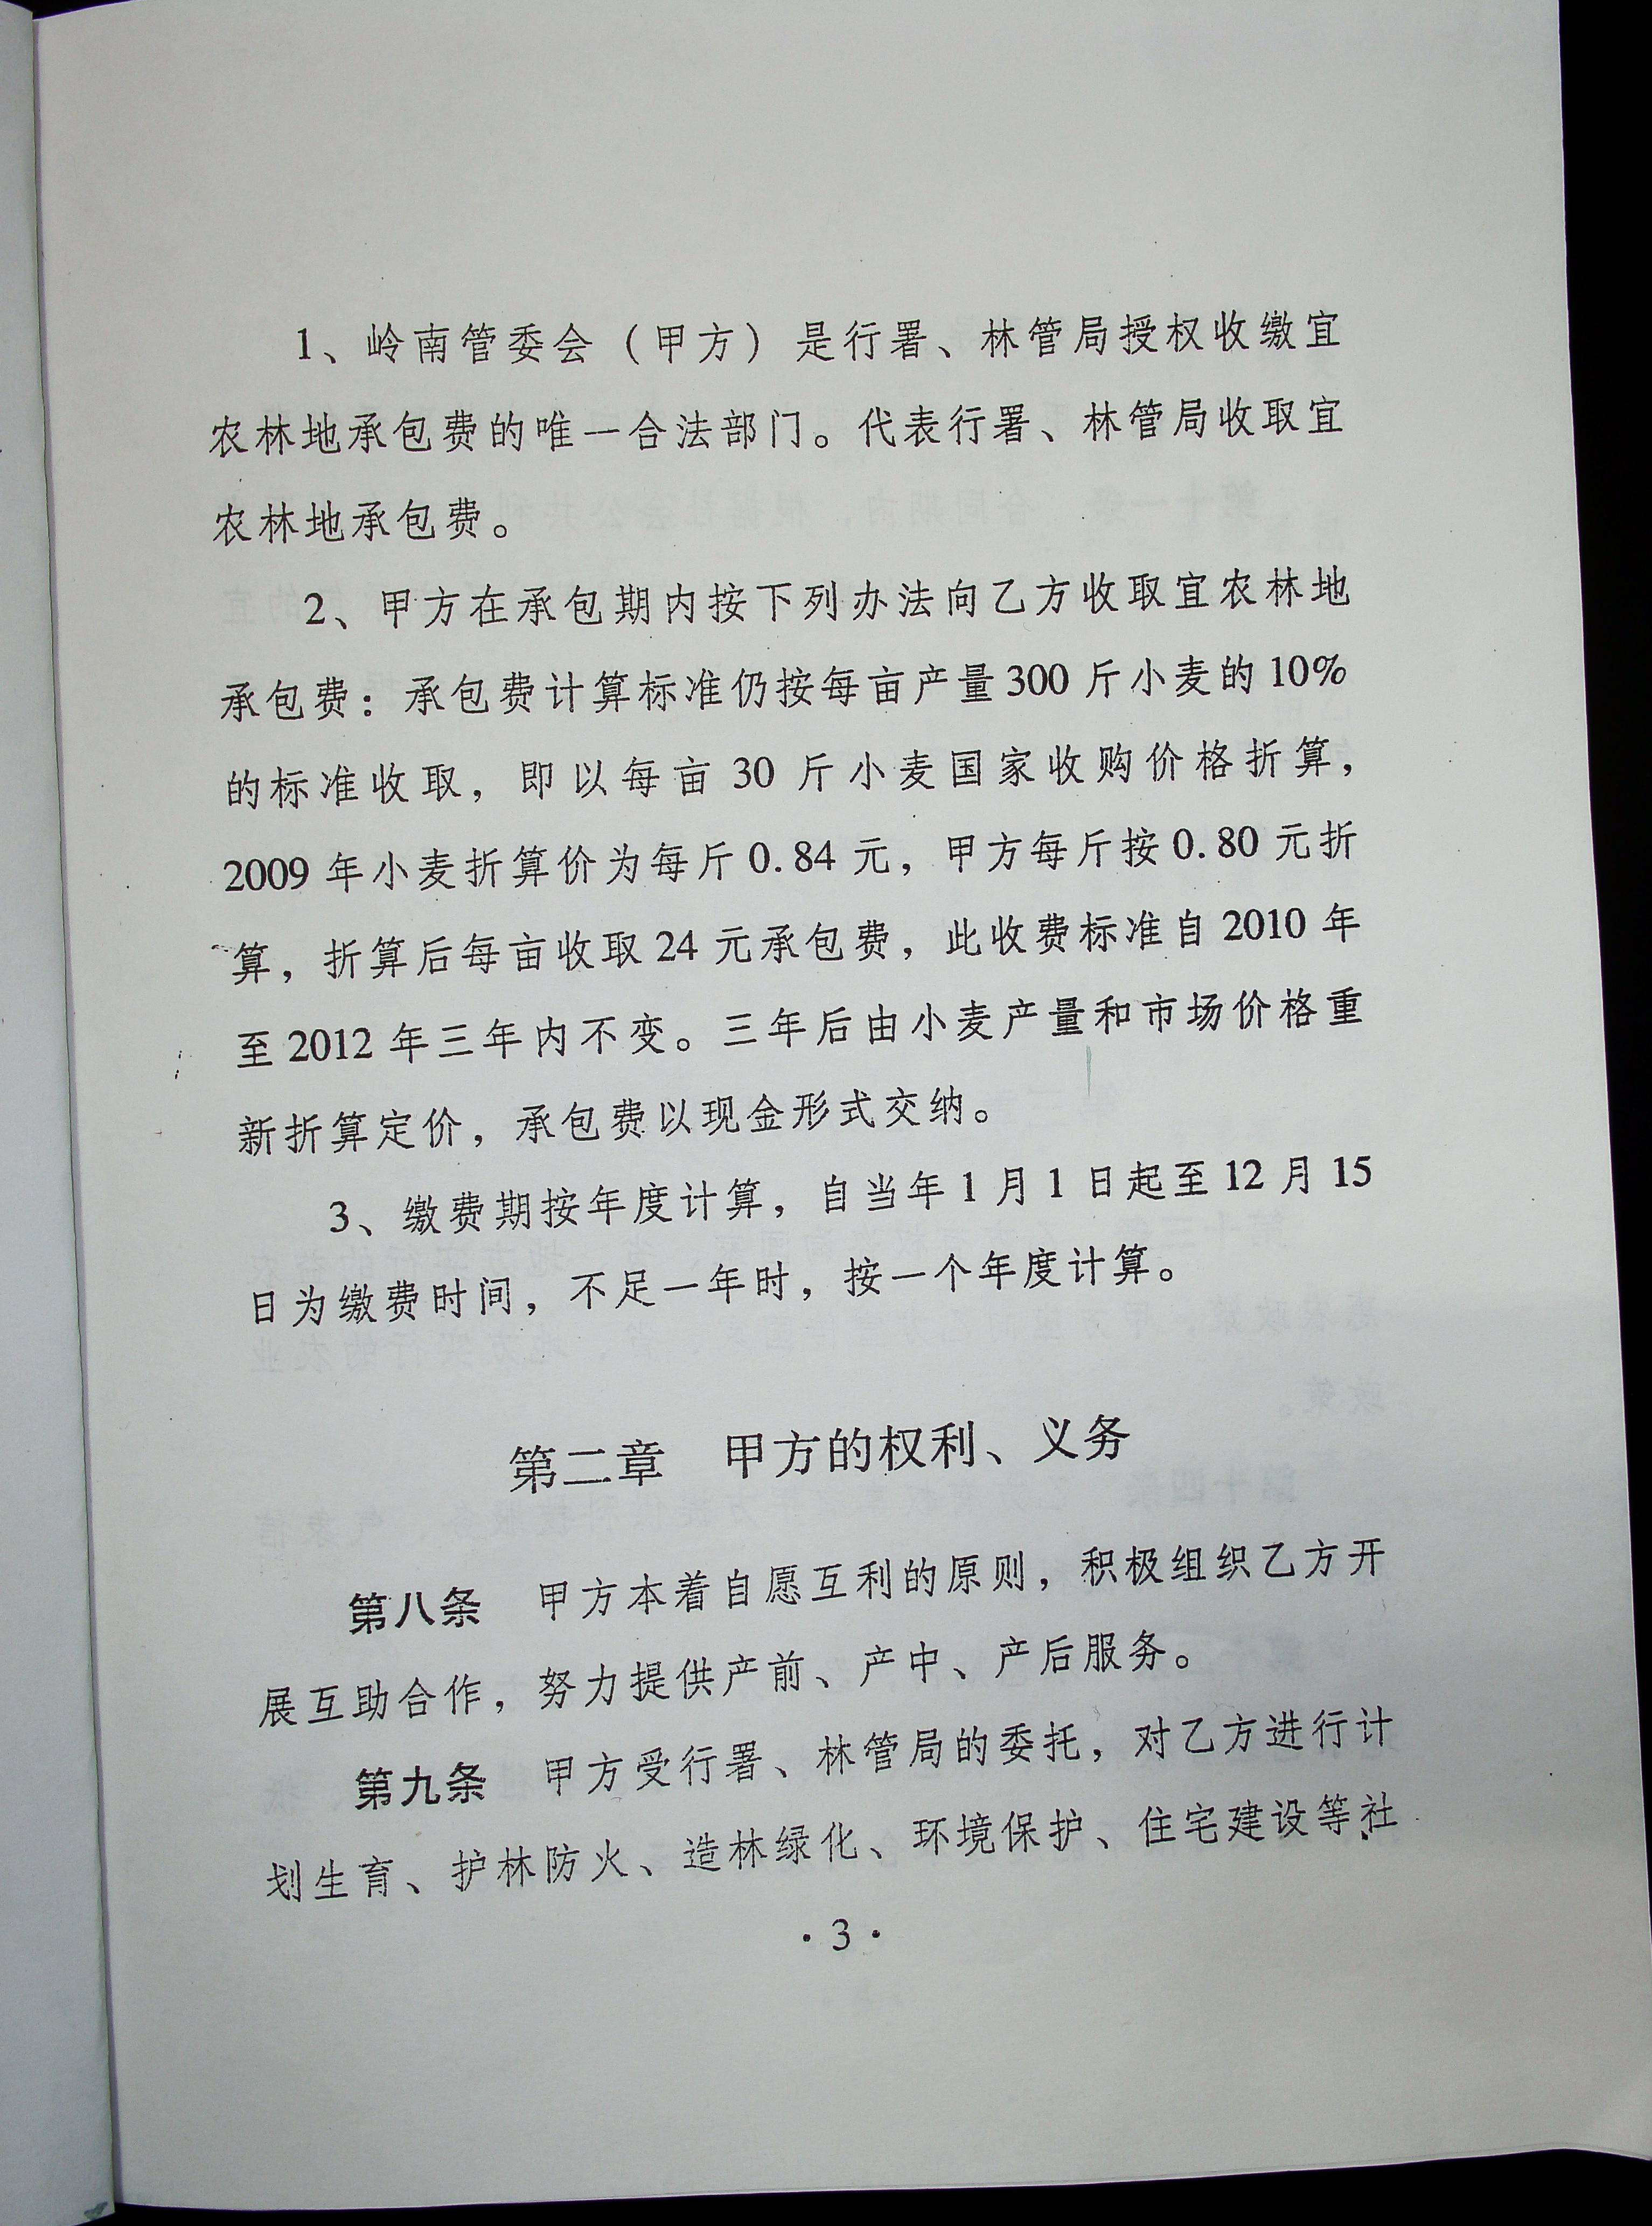 1、岭南管委会（甲方）是行署、林管局授权收缴宜
农林地承包费的唯一合法部门。代表行署、林管局收取宜
农林地承包费。
2、甲方在承包期内按下列办法向乙方收取宜农林地
承包费：承包费计算标准仍按每亩产量300斤小麦的10%
的标准收取，即以每亩30斤小麦国家收购价格折算，
2009年小麦折算价为每斤0.84元，甲方每斤按0.80元折
算，折算后每亩收取24元承包费，此收费标准自2010年
至2012年三年内不变。三年后由小麦产量和市场价格重
新折算定价，承包费以现金形式交纳。
3、缴费期按年度计算，自当年1月1日起至12月15
日为缴费时间，不足一年时，按一个年度计算。
第二章 甲方的权利、义务
第八条 甲方本着自愿互利的原则，积极组织乙方开
展互助合作，努力提供产前、产中、产后服务。
第九条 甲方受行署、林管局的委托，对乙方进行计
划生育、护林防火、造林绿化、环境保护、住宅建设等社
·3·